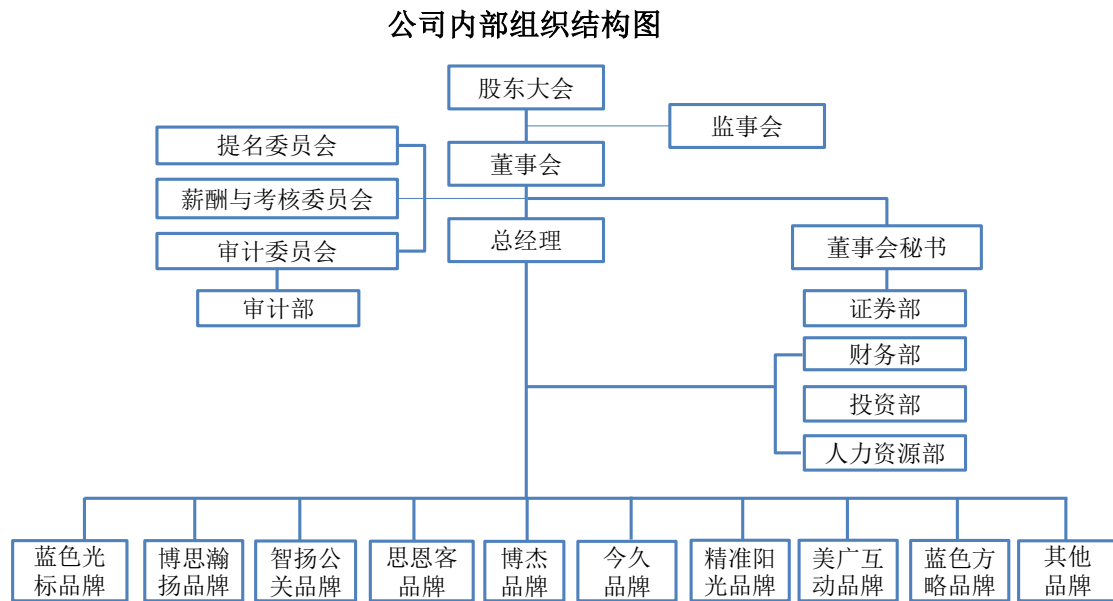 公司内部组织结构图
股东大会
监事会
提名委员会
董事会
薪酬与考核委员会
审计委员会
总经理
董事会秘书
审计部
证券部
财务部
投资部
人力资源部
蓝色光
标品牌
博思瀚
扬品牌
智扬公
关品牌
思恩客
品牌
博杰
品牌
今久
品牌
精准阳
光品牌
美广互
动品牌
蓝色方
略品牌
其他
品牌